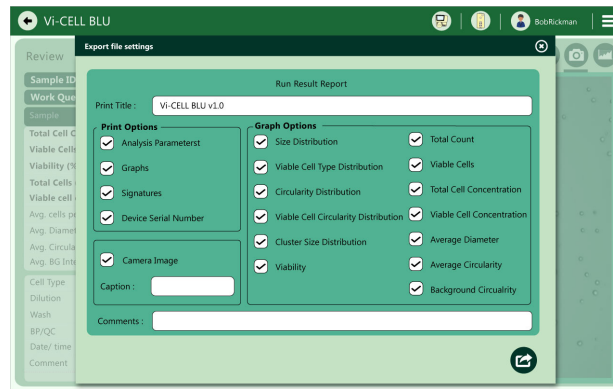 Vi-CELL BLU
BobRickman
Export file settings
Review
Run Result Report
Sample ID
Print Title :
Vi-CELL BLU v1.0
Work Que
Sample
Print Options
Graph Options
Total Cell C
Analysis Parameterst
Size Distribution
Total Count
Viable Cells
Viability (%
Graphs
Viable Cell Type Distribution
Viable Cells
Total Cells
Signatures
Circularity Distribution
Total Cell Concentration
Viable cell
Avg. cells p
Device Serial Number
Viable Cell Circularity Distribution
Viable Cell Concentration
Avg. Diamet
Cluster Size Distribution
Average Diameter
Avg. Circula
Avg. BG Inte
Camera Image
Viability
Average Circularity
Cell Type
Caption :
Background Circualrity
Dilution
Wash
BP/QC
Comments :
Date/ time
Comment